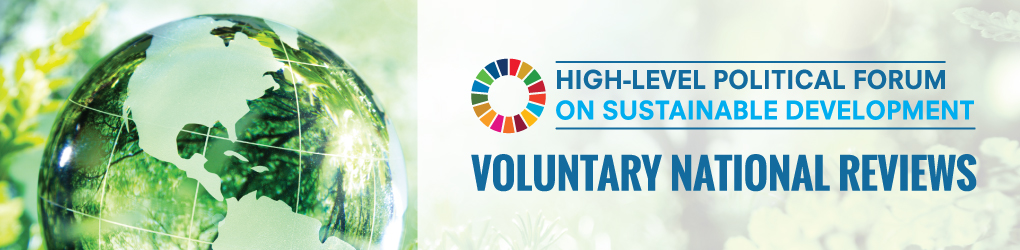 HIGH-LEVEL POLITICAL FORUM
ON SUSTAINABLE DEVELOPMENT
VOLUNTARY NATIONAL REVIEWS